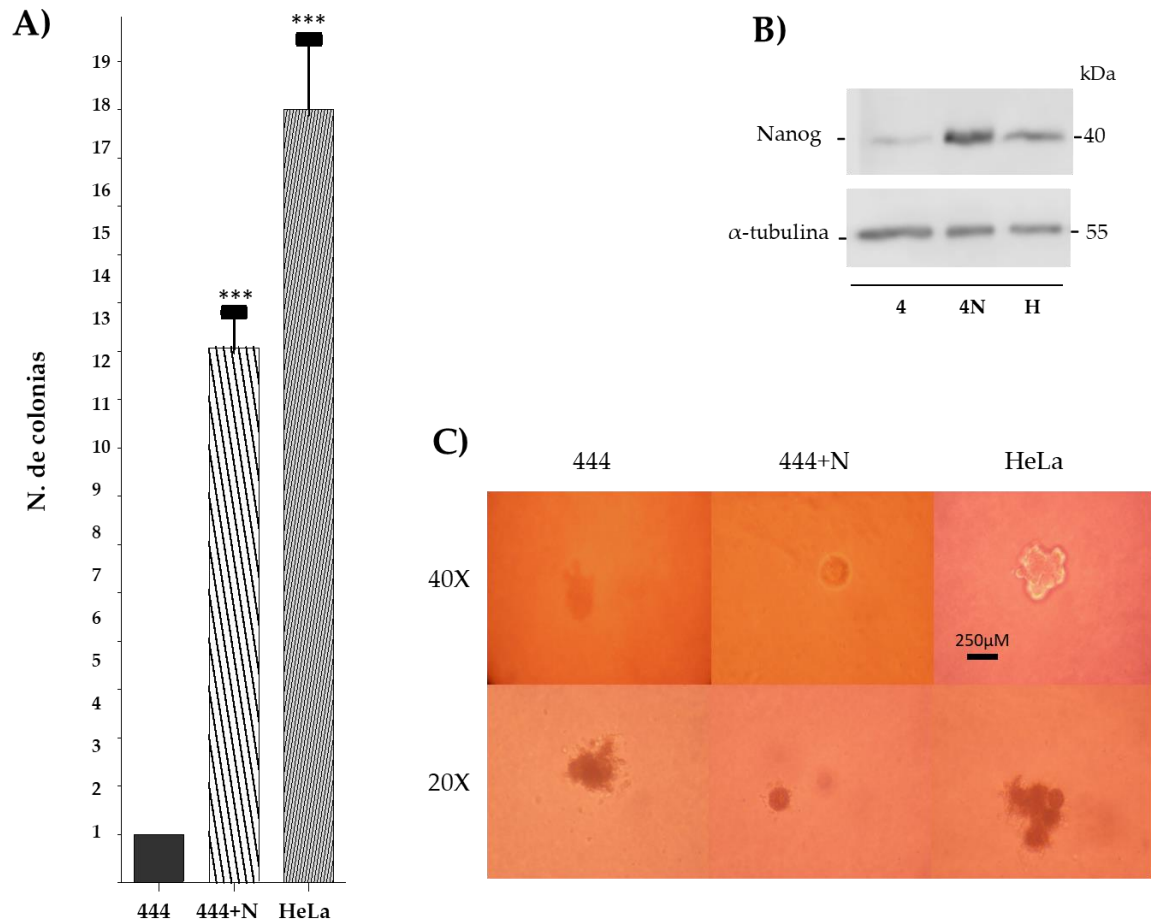 A)
***
***
19
18
17
16
15
14
13
12
11
10
9
8
7
6
5
4
3
2
1
N. de colonias
444 444+N HeLa
B)
kDa
Nanog - -40
α-tubulina - - 55
4 4N H
C)
444 444+N HeLa
40X
250µM
20X